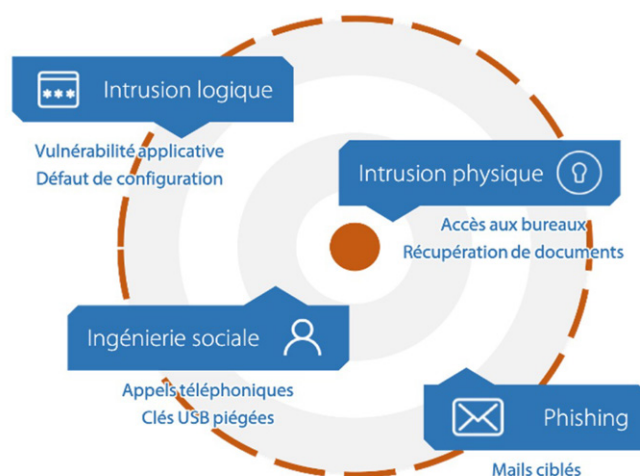 ***
Intrusion logique
Vulnérabilité applicative
Défaut de configuration
Intrusion physique
Accès aux bureaux
Récupération de documents
Ingénierie sociale
Appels téléphoniques
Clés USB piégées
Phishing
Mails ciblés